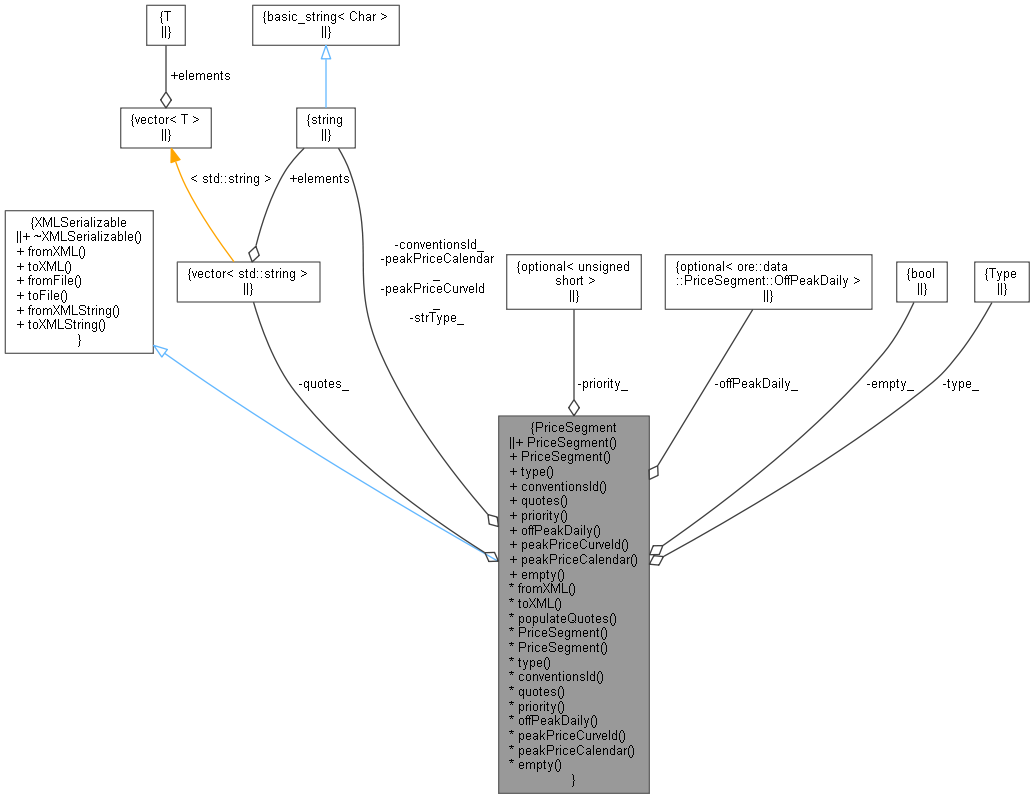 {T
||}
{basic_string< Char >
||}
+elements
{vector< T >
||}
{string
||}
< std::string >
+elements
{XMLSerializable
||+ ~XMLSerializable()
+ fromXML()
+ toXML()
+ fromFile()
+ toFile()
+ fromXMLString()
+ toXMLString()
}
{vector< std::string >
||}
-conventionsId_
-peakPriceCalendar
_
-peakPriceCurveId
_
-strType_
{optional< unsigned
short >
||}
{optional< ore::data
::PriceSegment::OffPeakDaily >
||}
{bool
||}
{Type
||}
-quotes_
-priority_
-offPeakDaily_
-empty_
-type_
{PriceSegment
||+ PriceSegment()
+ PriceSegment()
+ type()
+ conventionsId()
+ quotes()
+ priority()
+ offPeakDaily()
+ peakPriceCurveId()
+ peakPriceCalendar()
+ empty()
* fromXML()
* toXML()
* populateQuotes()
* PriceSegment()
* PriceSegment()
* type()
* conventionsId()
* quotes()
* priority()
* offPeakDaily()
* peakPriceCurveId()
* peakPriceCalendar()
* empty()
}